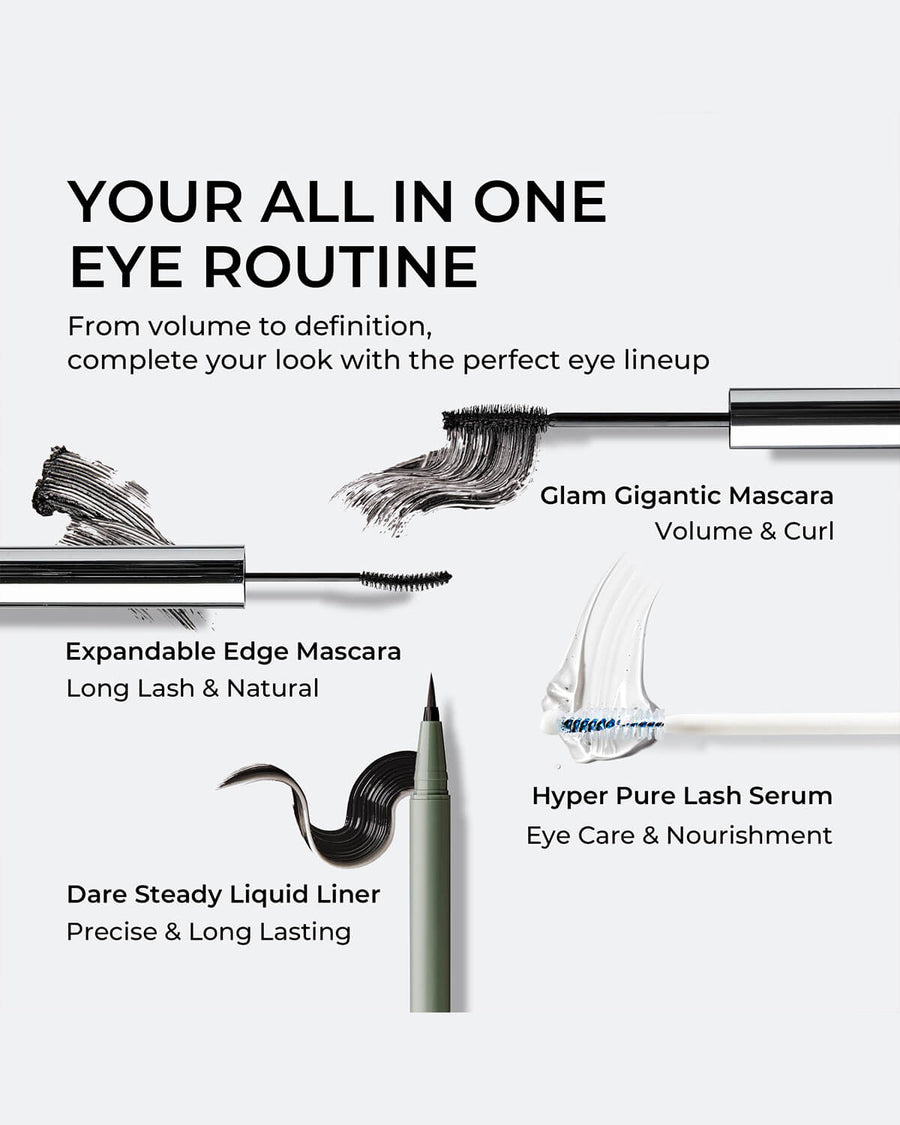 YOUR ALL IN ONE
EYE ROUTINE
From volume to definition,
complete your look with the perfect eye lineup
Glam Gigantic Mascara
Volume & Curl
Expandable Edge Mascara
Long Lash & Natural
Hyper Pure Lash Serum
Eye Care & Nourishment
Dare Steady Liquid Liner
Precise & Long Lasting